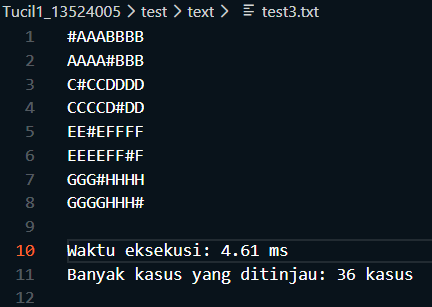 Tucil1_13524005 > test > text > test3.txt
1 #AAABBBB
2 AAAA#BBB
3 C#CCDDDD
4 CCCCD#DD
5 EE#EFFFF
6 EEEEFF#F
7 GGG#HHHH
8 GGGGHHH#
9
10 Waktu eksekusi: 4.61 ms
11 Banyak kasus yang ditinjau: 36 kasus
12